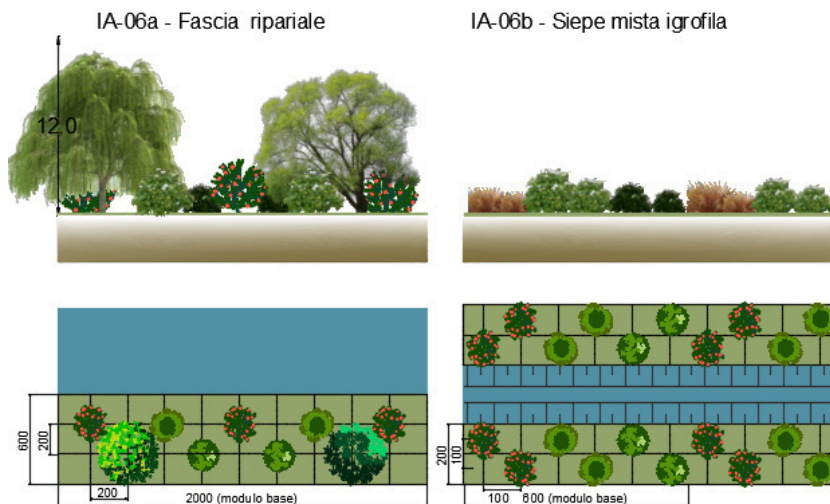 IA-06a - Fascia ripariale
IA-06b - Siepe mista igrofila
12.0
600
200
200
2000 (modulo base)
200
100
100
600 (modulo base)